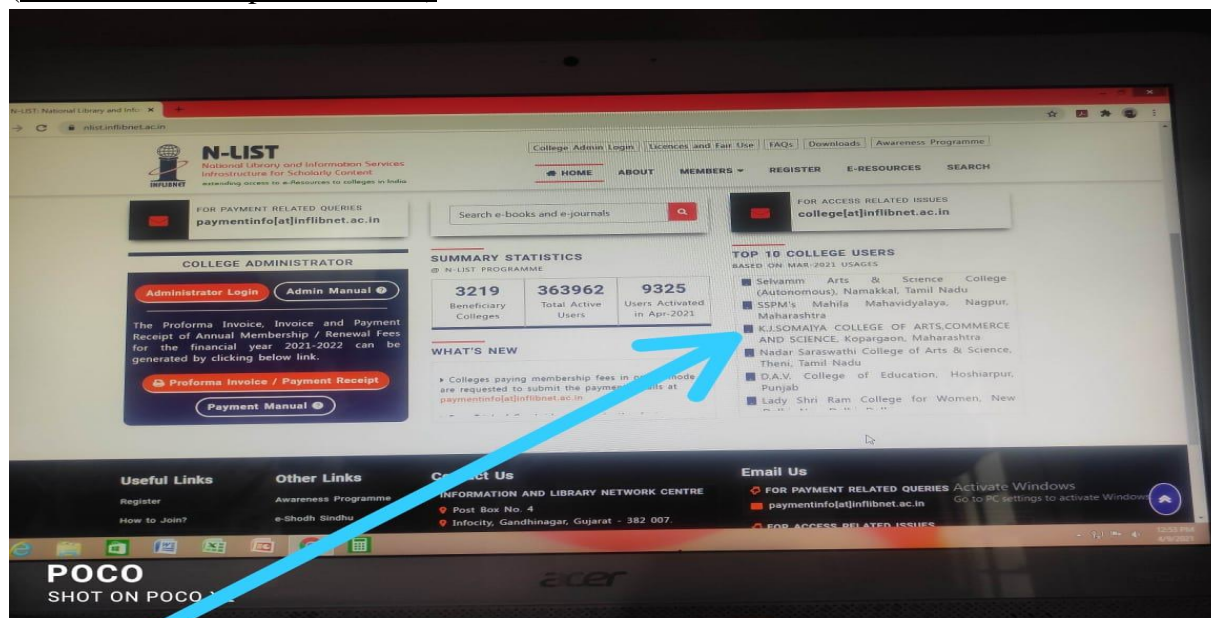 N-LIST: National Library and Info
nlist.inflibnet.ac.in
College Admin Login
Licences and Fair Use
FAQs
Downloads
Awareness Programme
N-LIST
National Library and Information Services
Infrastructure for Scholarly Content
extending access to e-Resources to colleges in India
INFLIBNET
HOME ABOUT MEMBERS REGISTER E-RESOURCES SEARCH
FOR PAYMENT RELATED QUERIES
paymentinfo[at]inflibnet.ac.in
Search e-books and e-journals
FOR ACCESS RELATED ISSUES
college[at]inflibnet.ac.in
COLLEGE ADMINISTRATOR
Administrator Login
Admin Manual
The Proforma Invoice, Invoice and Payment
Receipt of Annual Membership / Renewal Fees
for the financial year 2021-2022 can be
generated by clicking below link.
Proforma Invoice / Payment Receipt
Payment Manual
SUMMARY STATISTICS
@ N-LIST PROGRAMME
3219
Beneficiary
Colleges
363962
Total Active
Users
9325
Users Activated
in Apr-2021
WHAT'S NEW
Colleges paying membership fees in mode
are requested to submit the payment at
paymentinfo[at]inflibnet.ac.in
TOP 10 COLLEGE USERS
BASED ON MAR-2021 USAGES
Selvamm Arts & Science College
(Autonomous), Namakkal, Tamil Nadu
SSPM's Mahila Mahavidyalaya, Nagpur,
Maharashtra
K.J.SOMAIYA COLLEGE OF ARTS,COMMERCE
AND SCIENCE, Kopargaon, Maharashtra
Nadar Saraswathi College of Arts & Science,
Theni, Tamil Nadu
D.A.V. College of Education, Hoshiarpur,
Punjab
Lady Shri Ram College for Women, New
Useful Links
Register
How to Join?
Other Links
Awareness Programme
e-Shodh Sindhu
Contact Us
INFORMATION AND LIBRARY NETWORK CENTRE
Post Box No. 4
Infocity, Gandhinagar, Gujarat - 382 007.
Email Us
FOR PAYMENT RELATED QUERIES
paymentinfo[at]inflibnet.ac.in
FOR ACCESS RELATED ISSUES
Activate Windows
Go to PC settings to activate Windows
12:53 PM
4/9/2021
acer
POCO
SHOT ON POCO